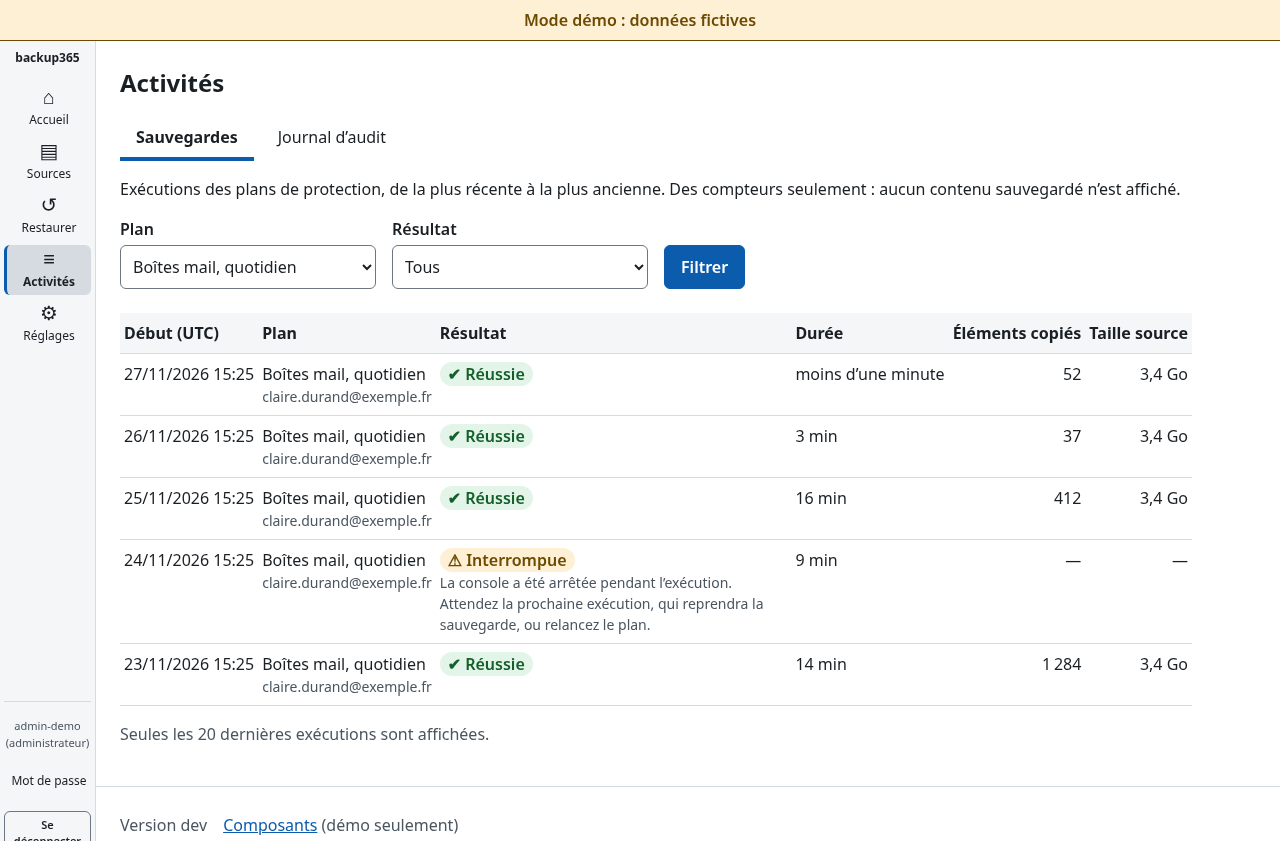 Mode démo : données fictives
backup365
Accueil
Sources
Restaurer
Activités
Réglages
admin-demo
(administrateur)
Mot de passe
Se
déconnecter
Activités
Sauvegardes
Journal d’audit
Exécutions des plans de protection, de la plus récente à la plus ancienne. Des compteurs seulement : aucun contenu sauvegardé n’est affiché.
Plan
Résultat
Boîtes mail, quotidien
Tous
Filtrer
Début (UTC) Plan Résultat Durée Éléments copiés Taille source
27/11/2026 15:25 Boîtes mail, quotidien ✔ Réussie moins d’une minute 52 3,4 Go
claire.durand@exemple.fr
26/11/2026 15:25 Boîtes mail, quotidien ✔ Réussie 3 min 37 3,4 Go
claire.durand@exemple.fr
25/11/2026 15:25 Boîtes mail, quotidien ✔ Réussie 16 min 412 3,4 Go
claire.durand@exemple.fr
24/11/2026 15:25 Boîtes mail, quotidien ⚠ Interrompue 9 min — —
claire.durand@exemple.fr La console a été arrêtée pendant l’exécution.
Attendez la prochaine exécution, qui reprendra la
sauvegarde, ou relancez le plan.
23/11/2026 15:25 Boîtes mail, quotidien ✔ Réussie 14 min 1 284 3,4 Go
claire.durand@exemple.fr
Seules les 20 dernières exécutions sont affichées.
Version dev Composants (démo seulement)